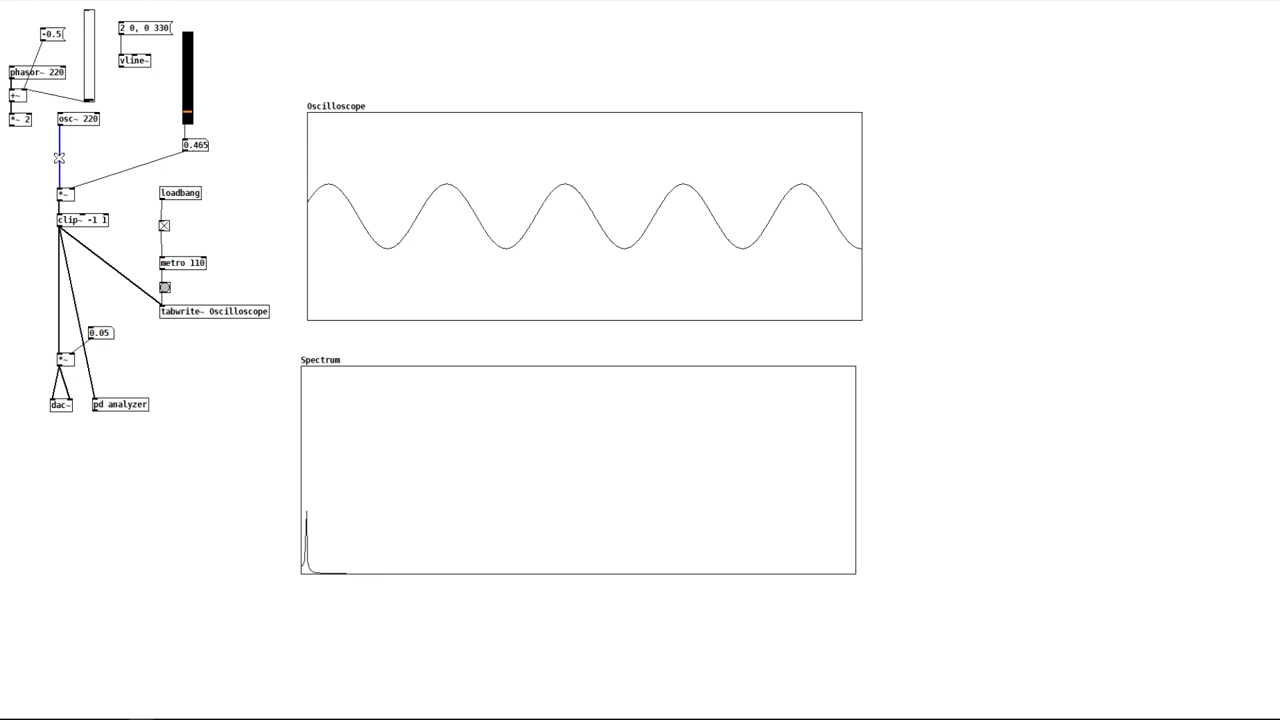 -0.5
2 0, 0 330
phasor~ 220
vline~
+~
*~ 2
osc~ 220
Oscilloscope
0.465
*~
loadbang
clip~ -1 1
metro 110
tabwrite~ Oscilloscope
0.05
*~
Spectrum
dac~
pd analyzer